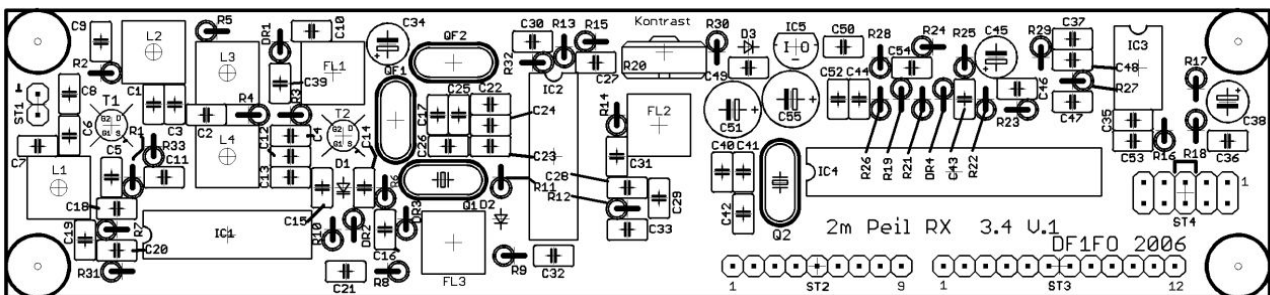 C9
R5
C10
C34
C30
R13
R15
Kontrast
R30
D3
IC5
C50
R28
R24
R25
C45
R29
C37
IC3
L2
DR1
QF2
R2
L3
C39
FL1
QF1
R32
C27
R20
C49
I-O
C54
C48
R17
ST1
C8
C1
IC2
C52
C44
C46
R27
T1
G2 D
G1 S
R4
R3
T2
G2 D
G1 S
C17
C25
C22
C24
R14
FL2
C51
C55
R23
C47
C35
C38
C6
C3
C2
C12
C4
C14
C7
R1
R33
L4
C26
C23
C31
C40
C41
R26
R19
R21
DR4
C43
R22
C53
R16
R18
C36
C5
C11
C13
D1
L1
R6
R11
C28
IC4
1
C18
Q1
D2
R12
C29
C15
DR3
C42
C19
R7
IC1
R10
DR2
C33
2m Peil RX 3.4 V.1
ST4
C20
C16
Q2
DF1FO 2006
R31
C21
R8
FL3
R9
C32
1
ST2
9
1
ST3
12